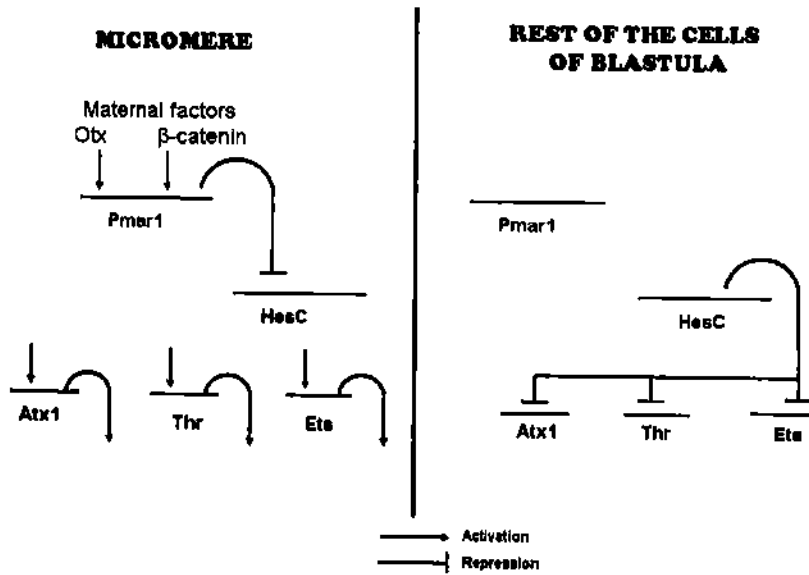 MICROMERE
Maternal factors
Otx β-catenin
Pmar1
HesC
Atx1 Thr Ets
REST OF THE CELLS
OF BLASTULA
Pmar1
HesC
Atx1 Thr Ets
Activation
Repression